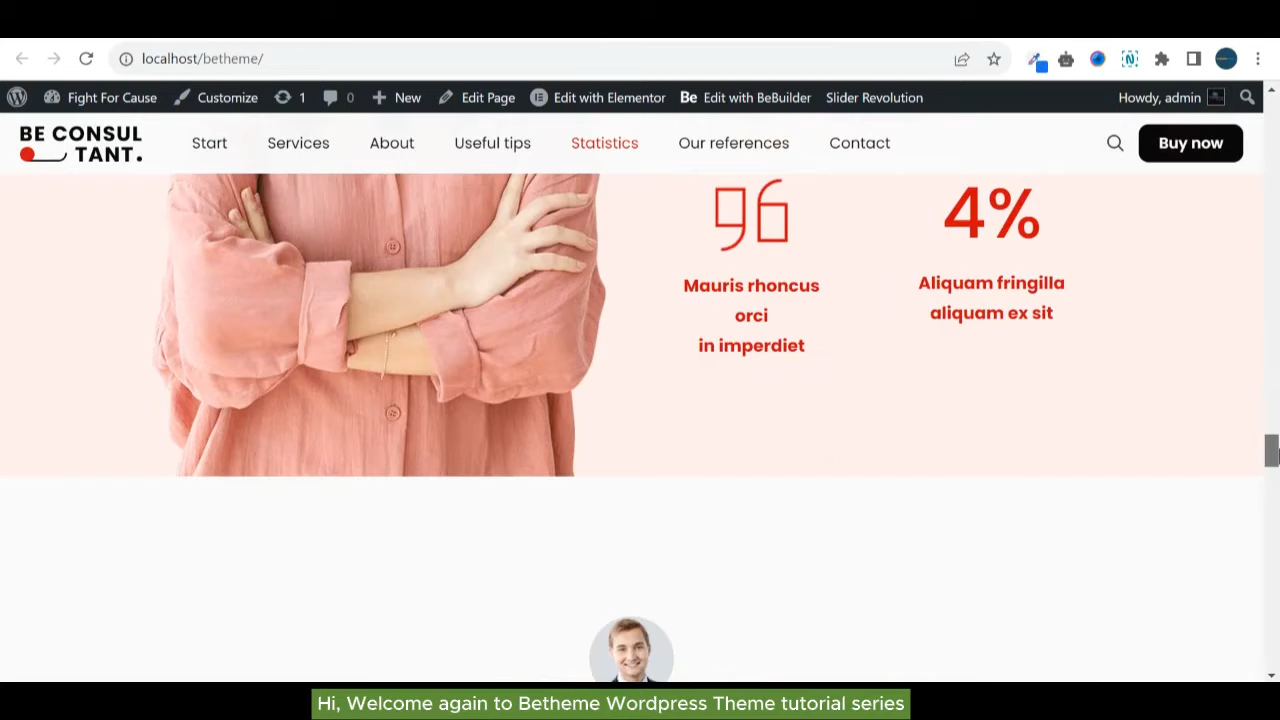 localhost/betheme/
Fight For Cause Customize 1 0 New Edit Page Edit with Elementor Be Edit with BeBuilder Slider Revolution Howdy, admin
BE CONSUL
TANT.
Start Services About Useful tips Statistics Our references Contact Buy now
96
4%
Mauris rhoncus
orci
in imperdiet
Aliquam fringilla
aliquam ex sit
Hi, Welcome again to Betheme Wordpress Theme tutorial series